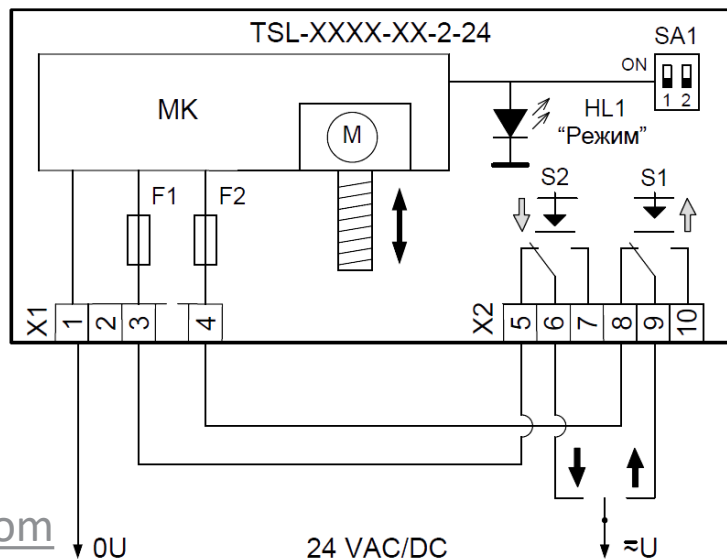 TSL-XXXX-XX-2-24
SA1
ON
1 2
MK
M
HL1
“Режим”
F1
F2
S2
S1
X1
1
2
3
4
X2
5
6
7
8
9
10
om
0U
24 VAC/DC
≂U